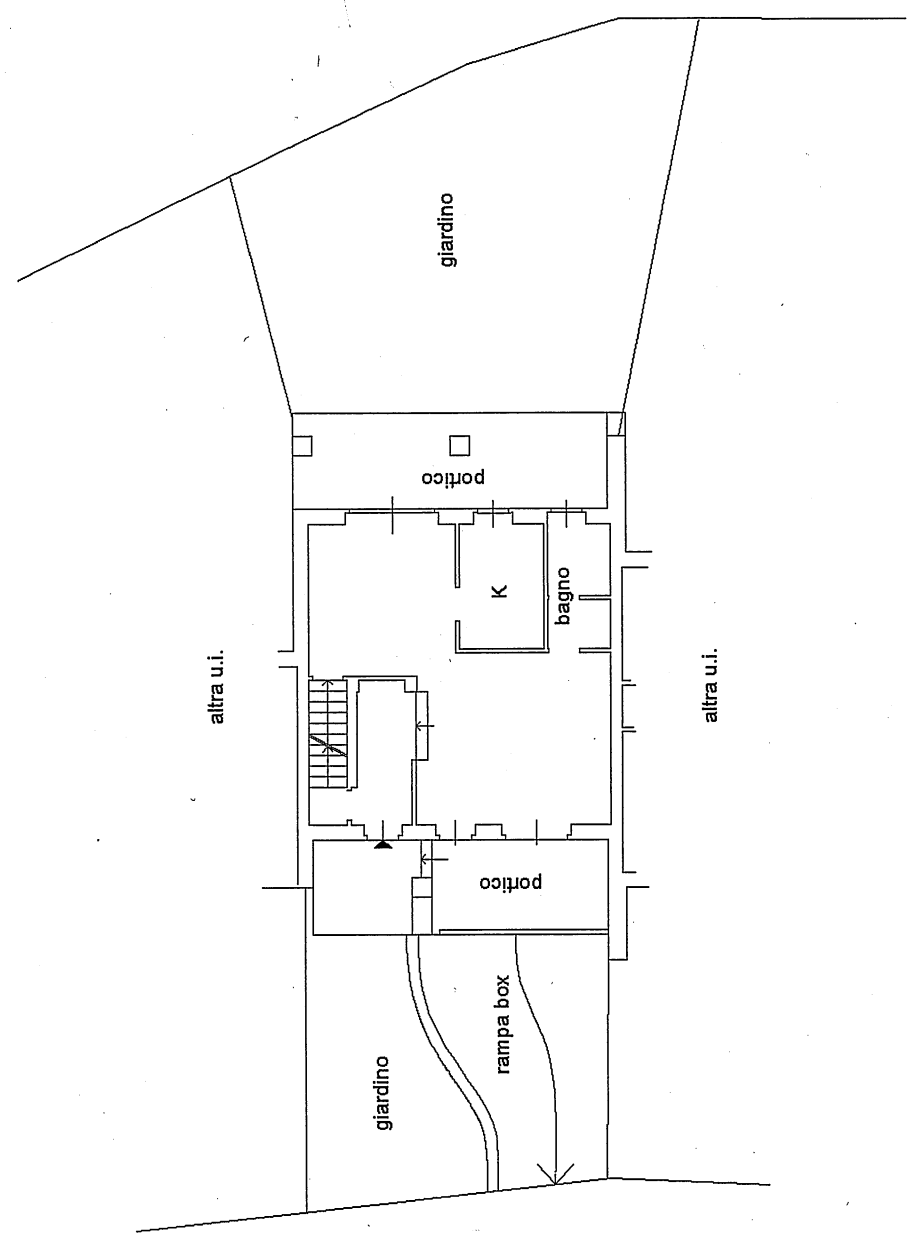 giardino
portico
K
bagno
altra u.i.
altra u.i.
portico
rampa box
giardino